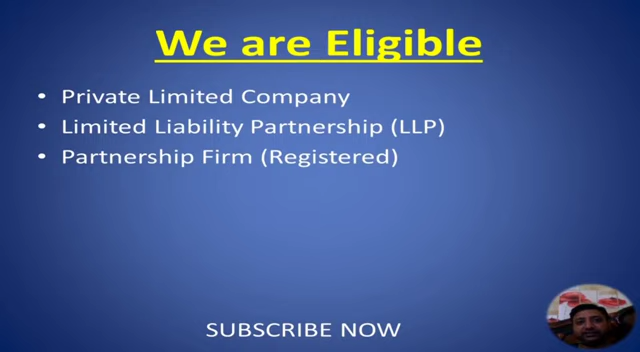 We are Eligible
• Private Limited Company
• Limited Liability Partnership (LLP)
• Partnership Firm (Registered)
SUBSCRIBE NOW